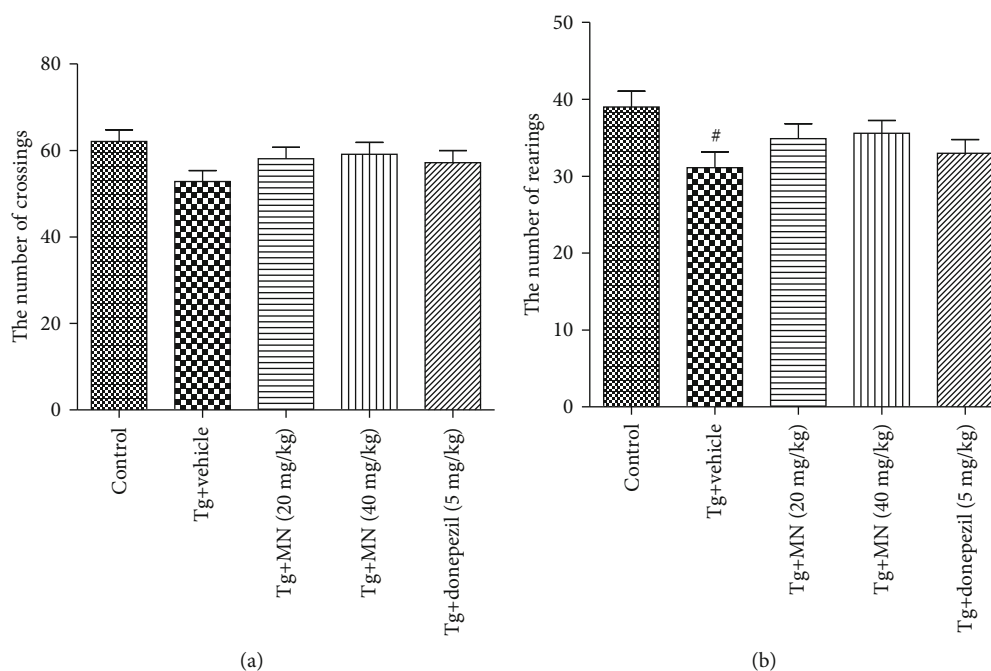 The number of crossings
80
60
40
20
0
Control
Tg+vehicle
Tg+MN (20 mg/kg)
Tg+MN (40 mg/kg)
Tg+donepezil (5 mg/kg)
(a)
The number of rearings
50
40
30
20
10
0
#
Control
Tg+vehicle
Tg+MN (20 mg/kg)
Tg+MN (40 mg/kg)
Tg+donepezil (5 mg/kg)
(b)